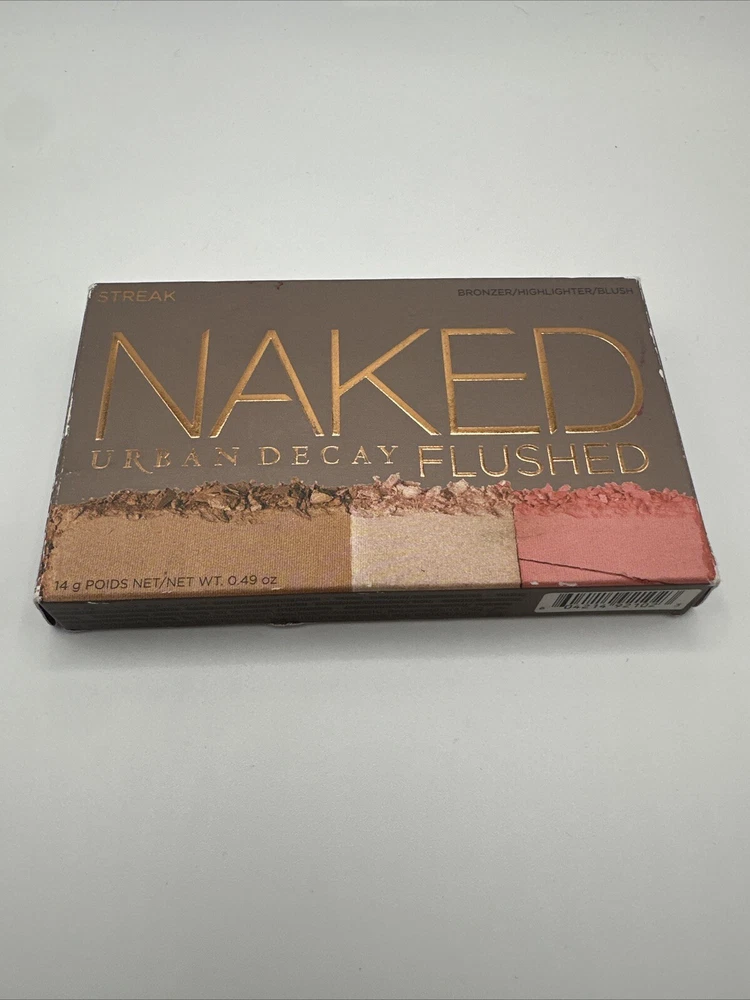 STREAK
BRONZER/HIGHLIGHTER/BLUSH
NAKED
URBAN DECAY FLUSHED
14 g POIDS NET/NET WT. 0.49 oz